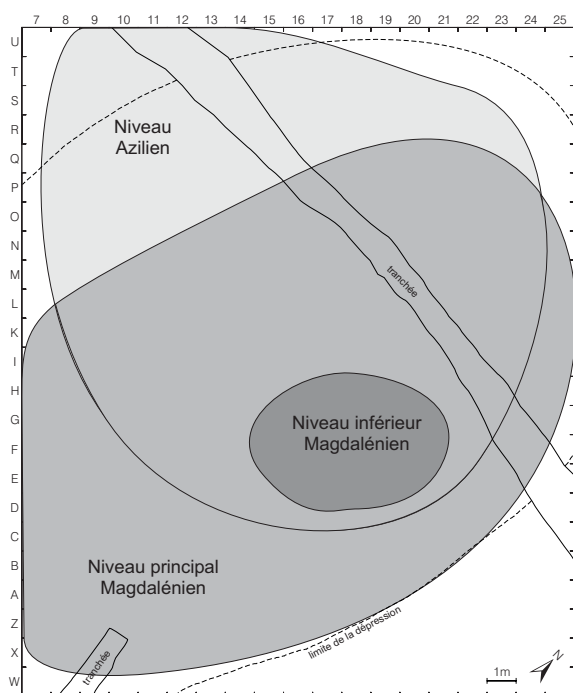 7 8 9 10 11 12 13 14 15 16 17 18 19 20 21 22 23 24 25
U
T
S
R
Q
P
O
N
M
L
K
I
H
G
F
E
D
C
B
A
Z
X
W
Niveau
Azilien
tranchée
Niveau inférieur
Magdalénien
Niveau principal
Magdalénien
tranchée
limite de la dépression
1m
N